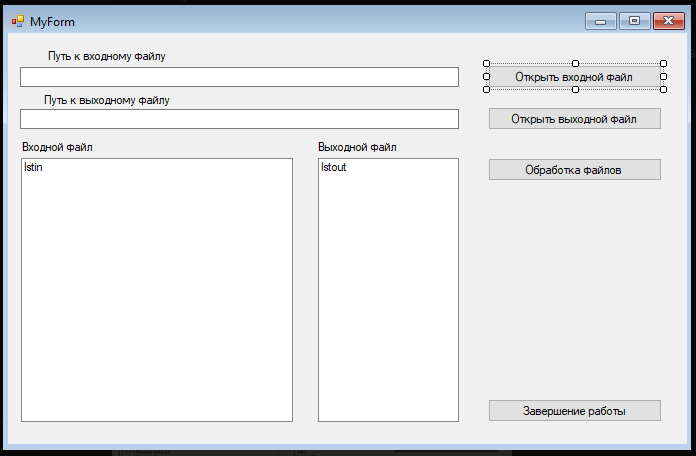 MyForm
Путь к входному файлу
Открыть входной файл
Путь к выходному файлу
Открыть выходной файл
Входной файл
Выходной файл
lstin
lstout
Обработка файлов
Завершение работы